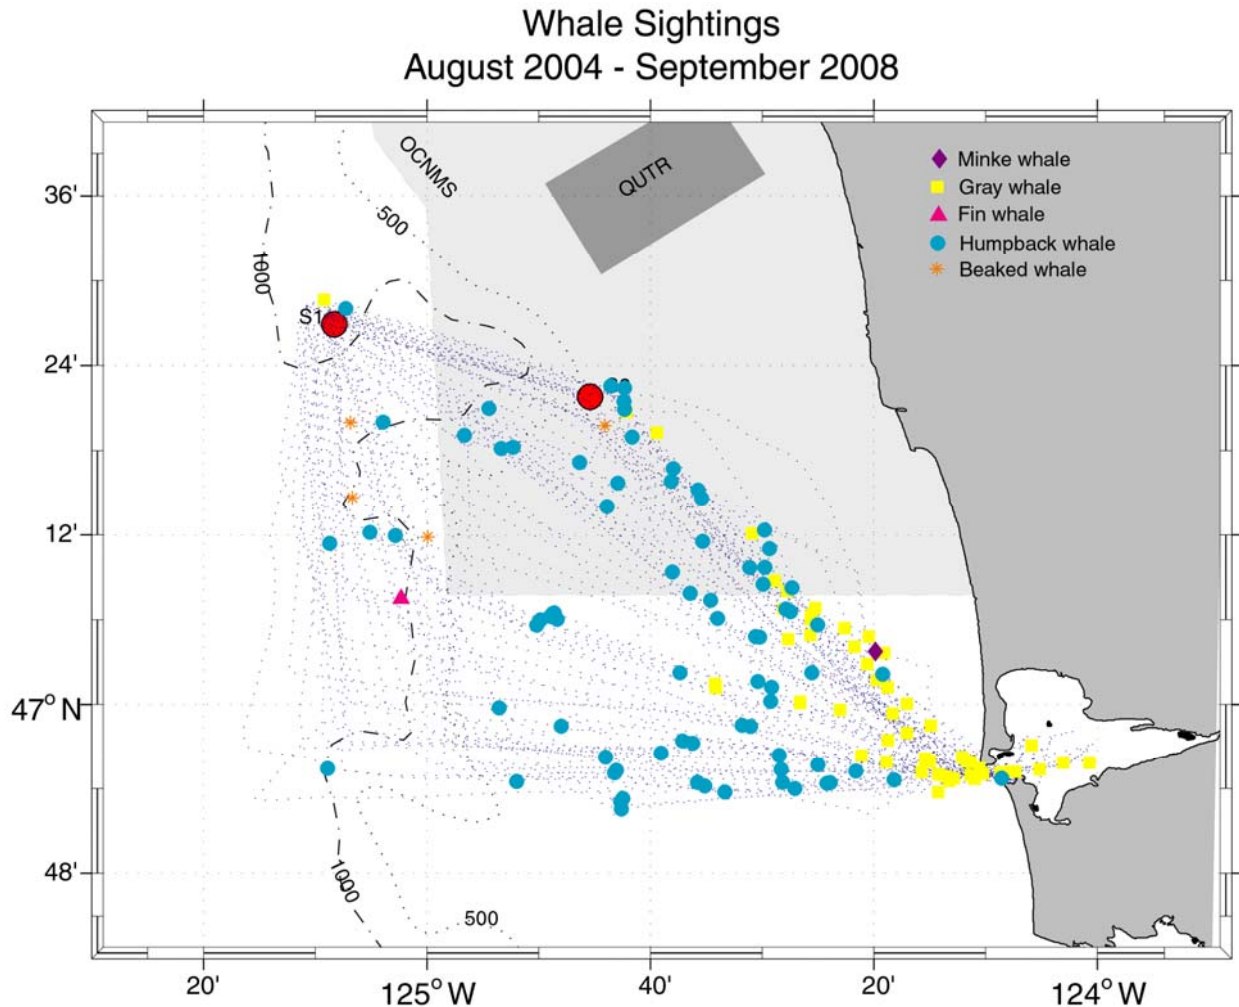 Whale Sightings
August 2004 - September 2008
OCNMS
QUTR
Minke whale
Gray whale
Fin whale
Humpback whale
Beaked whale
36'
500
1000
S1
24'
12'
47° N
48'
1000
500
20'
125° W
40'
20'
124° W